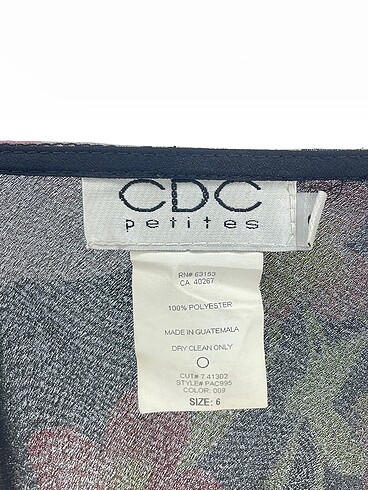 CDC
petites
RN# 63153
CA 40267
100% POLYESTER
MADE IN GUATEMALA
DRY CLEAN ONLY
CUT# 7.41302
STYLE# PAC995
COLOR: 009
SIZE: 6